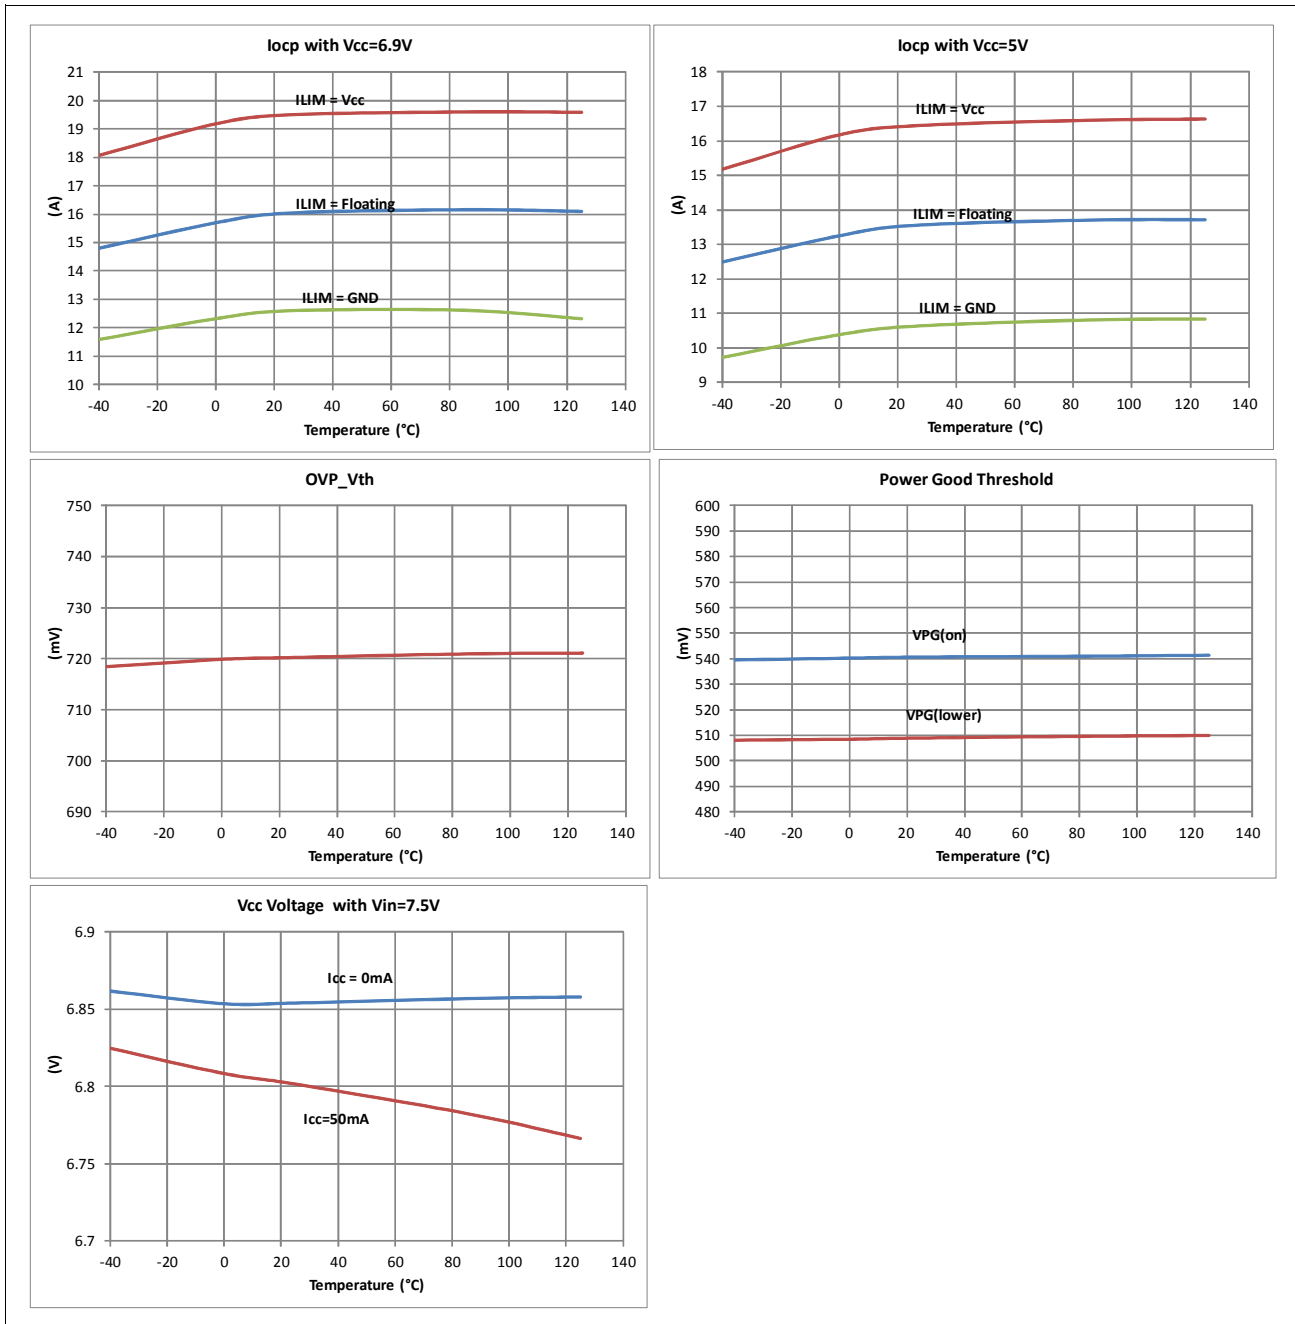 Iocp with Vcc=6.9V
21
20
19
18
17
16
15
14
13
12
11
10
(A)
ILIM = Vcc
ILIM = Floating
ILIM = GND
-40 -20 0 20 40 60 80 100 120 140
Temperature (°C)
Iocp with Vcc=5V
18
17
16
15
14
13
12
11
10
9
(A)
ILIM = Vcc
ILIM = Floating
ILIM = GND
-40 -20 0 20 40 60 80 100 120 140
Temperature (°C)
OVP_Vth
750
740
730
720
710
700
690
(mV)
-40 -20 0 20 40 60 80 100 120 140
Temperature (°C)
Power Good Threshold
600
590
580
570
560
550
540
530
520
510
500
490
480
(mV)
VPG(on)
VPG(lower)
-40 -20 0 20 40 60 80 100 120 140
Temperature (°C)
Vcc Voltage with Vin=7.5V
6.9
6.85
6.8
6.75
6.7
(V)
Icc = 0mA
Icc=50mA
-40 -20 0 20 40 60 80 100 120 140
Temperature (°C)